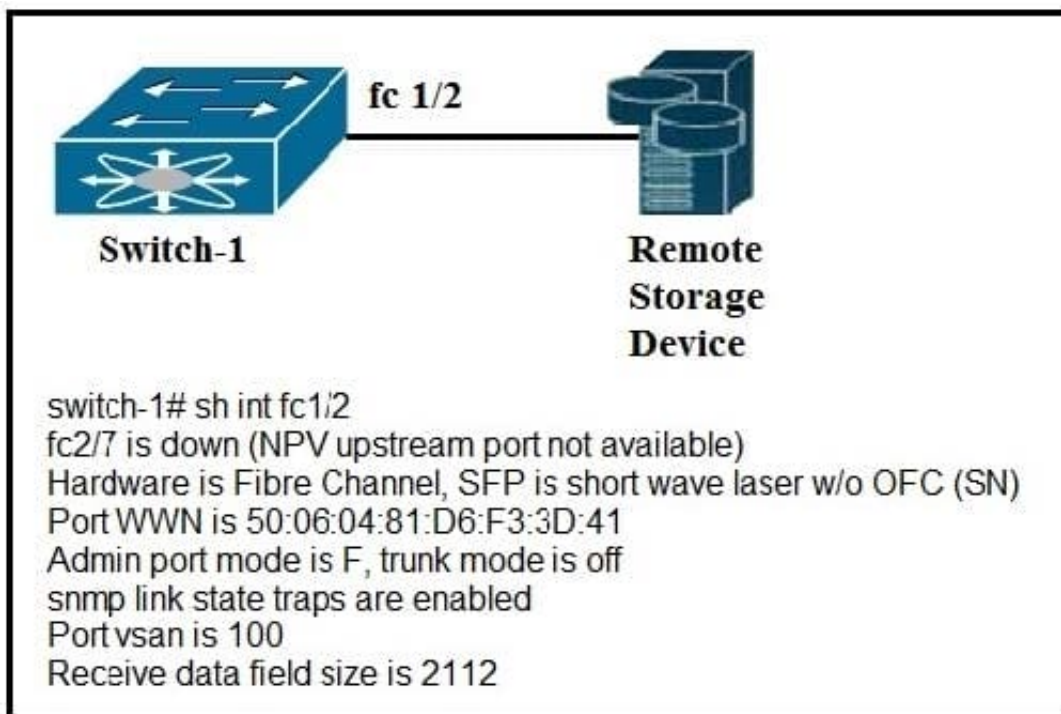 fc 1/2
Switch-1
Remote
Storage
Device
switch-1# sh int fc1/2
fc2/7 is down (NPV upstream port not available)
Hardware is Fibre Channel, SFP is short wave laser w/o OFC (SN)
Port WWN is 50:06:04:81:D6:F3:3D:41
Admin port mode is F, trunk mode is off
snmp link state traps are enabled
Port vsan is 100
Receive data field size is 2112